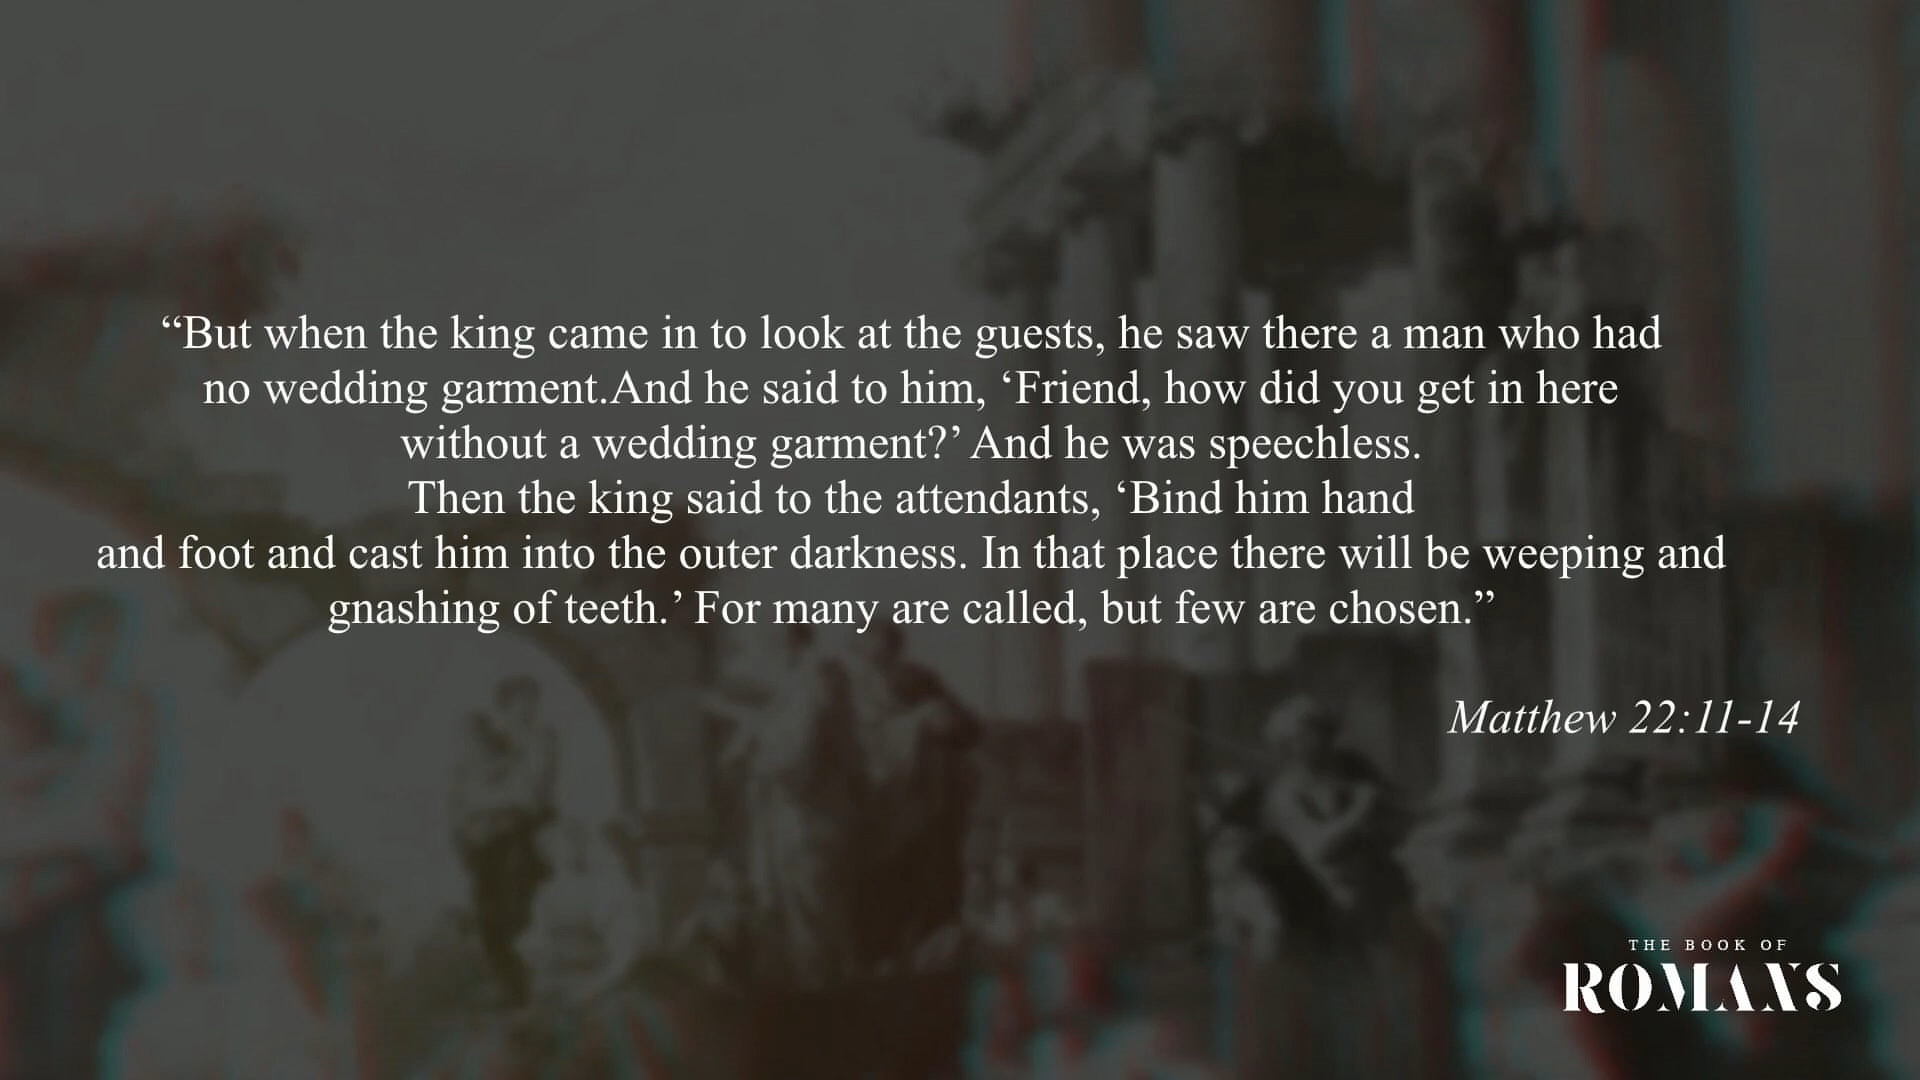 “But when the king came in to look at the guests, he saw there a man who had
no wedding garment.And he said to him, ‘Friend, how did you get in here
without a wedding garment?’ And he was speechless.
Then the king said to the attendants, ‘Bind him hand
and foot and cast him into the outer darkness. In that place there will be weeping and
gnashing of teeth.’ For many are called, but few are chosen.”
Matthew 22:11-14
THE BOOK OF
ROMANS